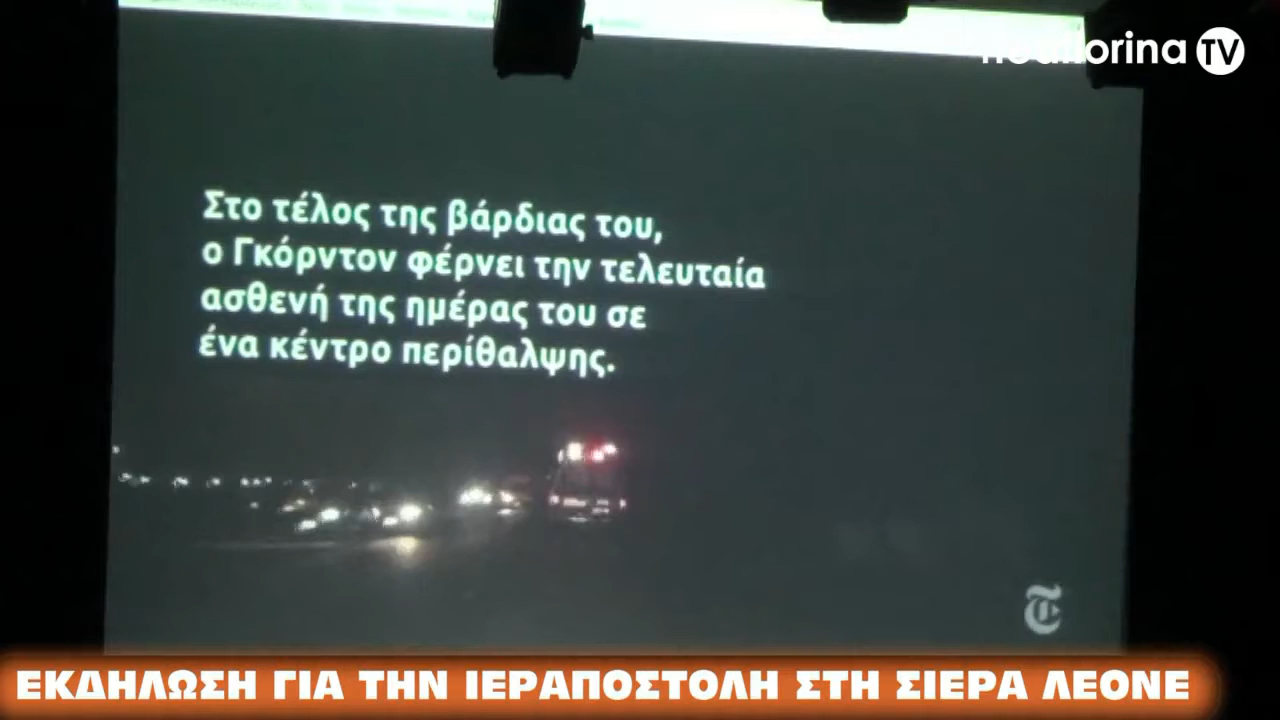 TV
Στο τέλος της βάρδιας του,
ο Γκόρντον φέρνει την τελευταία
ασθενή της ημέρας του σε
ένα κέντρο περίθαλψης.
ΕΚΔΗΛΩΣΗ ΓΙΑ ΤΗΝ ΙΕΡΑΠΟΣΤΟΛΗ ΣΤΗ ΣΙΕΡΑ ΛΕΟΝΕ